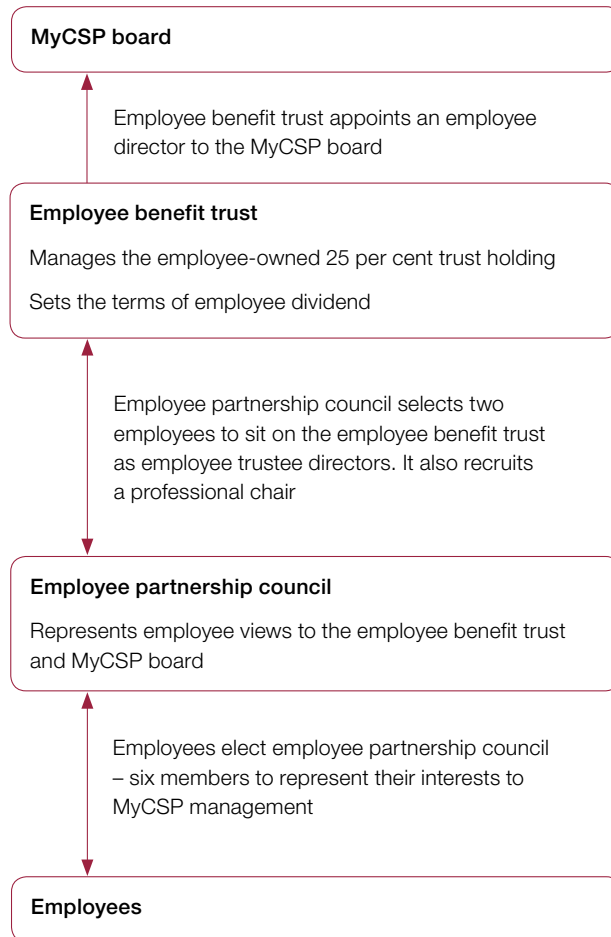 MyCSP board
Employee benefit trust appoints an employee
director to the MyCSP board
Employee benefit trust
Manages the employee-owned 25 per cent trust holding
Sets the terms of employee dividend
Employee partnership council selects two
employees to sit on the employee benefit trust
as employee trustee directors. It also recruits
a professional chair
Employee partnership council
Represents employee views to the employee benefit trust
and MyCSP board
Employees elect employee partnership council
– six members to represent their interests to
MyCSP management
Employees